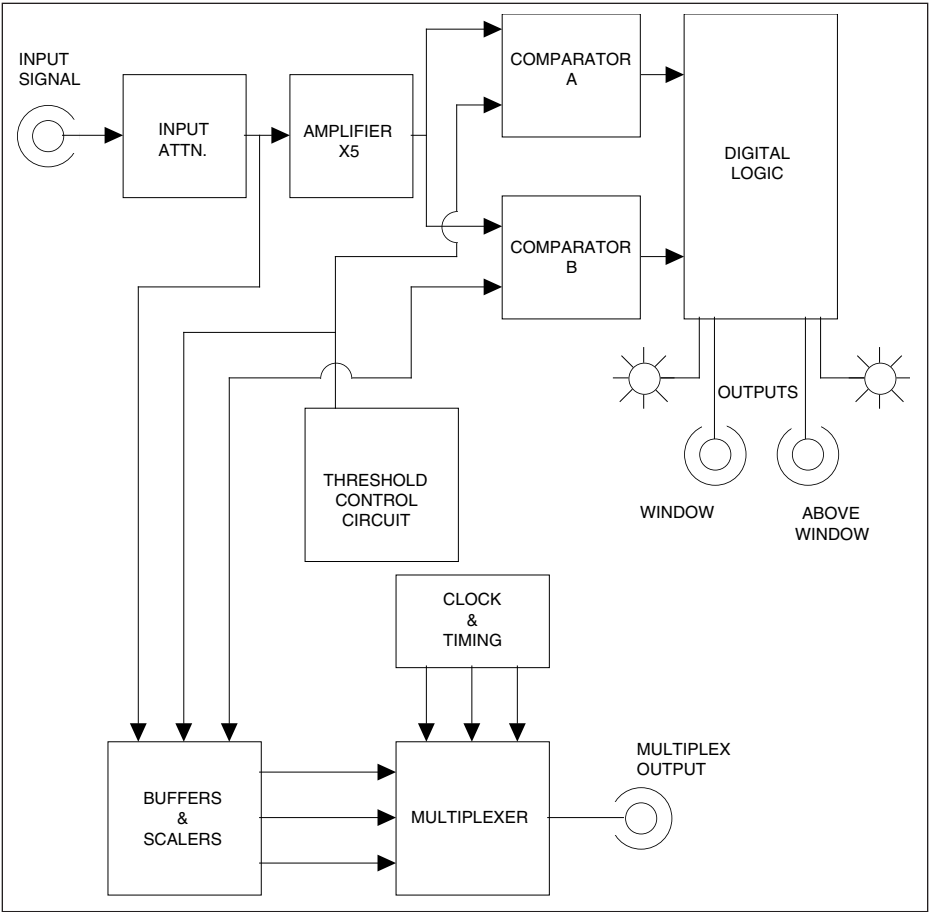 INPUT
SIGNAL
INPUT
ATTN.
AMPLIFIER
X5
COMPARATOR
A
COMPARATOR
B
DIGITAL
LOGIC
OUTPUTS
WINDOW
ABOVE
WINDOW
THRESHOLD
CONTROL
CIRCUIT
CLOCK
&
TIMING
BUFFERS
&
SCALERS
MULTIPLEXER
MULTIPLEX
OUTPUT